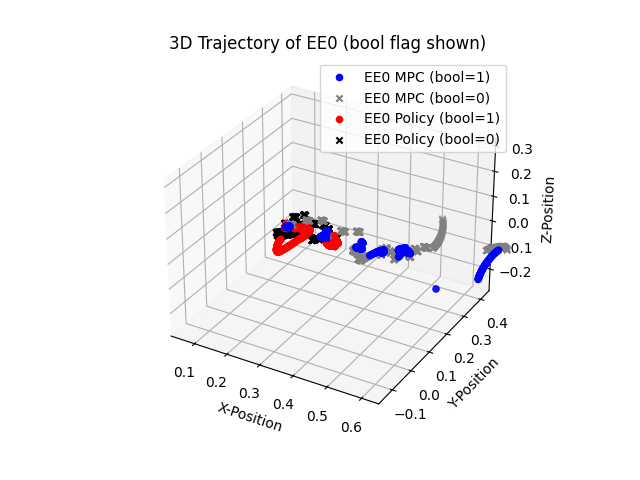 3D Trajectory of EE0 (bool flag shown)
EE0 MPC (bool=1)
EE0 MPC (bool=0)
EE0 Policy (bool=1)
EE0 Policy (bool=0)
0.3
0.2
0.1
0.0
−0.1
−0.2
Z-Position
0.4
0.3
0.2
0.1
0.0
−0.1
Y-Position
0.1
0.2
0.3
0.4
0.5
0.6
X-Position